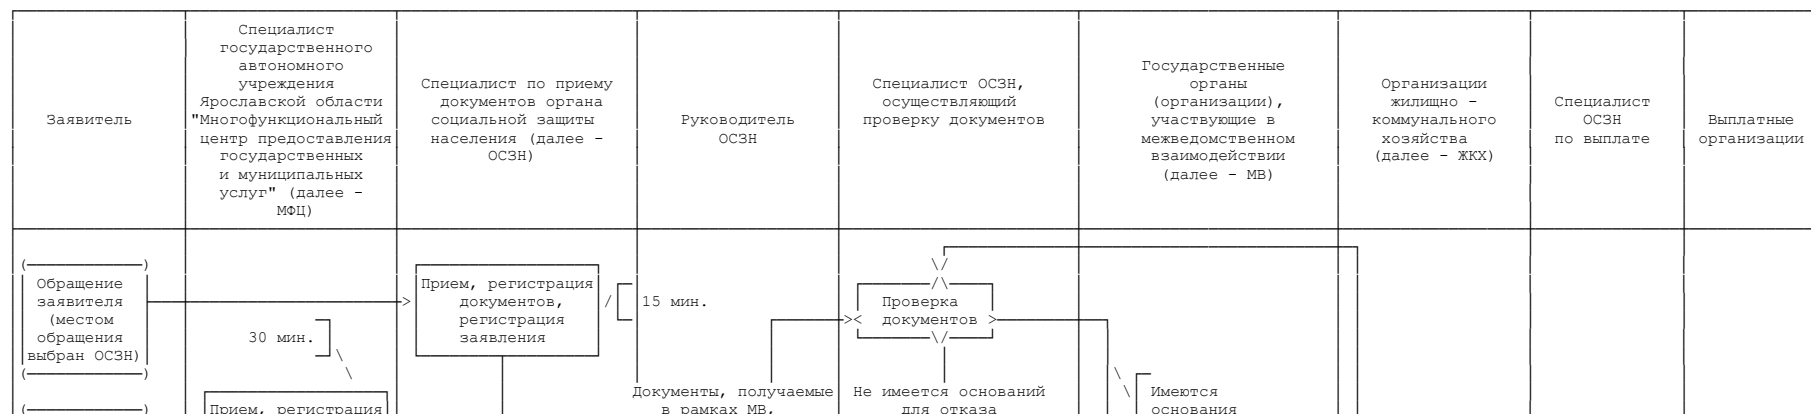 Заявитель
Специалист
государственного
автономного
учреждения
Ярославской области
"Многофункциональный
центр предоставления
государственных
и муниципальных
услуг" (далее -
МФЦ)
Специалист по приему
документов органа
социальной защиты
населения (далее -
ОСЗН)
Руководитель
ОСЗН
Специалист ОСЗН,
осуществляющий
проверку документов
Государственные
органы
(организации),
участвующие в
межведомственном
взаимодействии
(далее - МВ)
Организации
жилищно -
коммунального
хозяйства
(далее - ЖКХ)
Специалист
ОСЗН
по выплате
Выплатные
организации
Обращение
заявителя
(местом
обращения
выбран ОСЗН)
30 мин.
Прием, регистрация
Прием, регистрация
документов,
регистрация
заявления
15 мин.
Проверка
документов
Документы, получаемые
в рамках МВ,
Не имеется оснований
для отказа
Имеются
основания